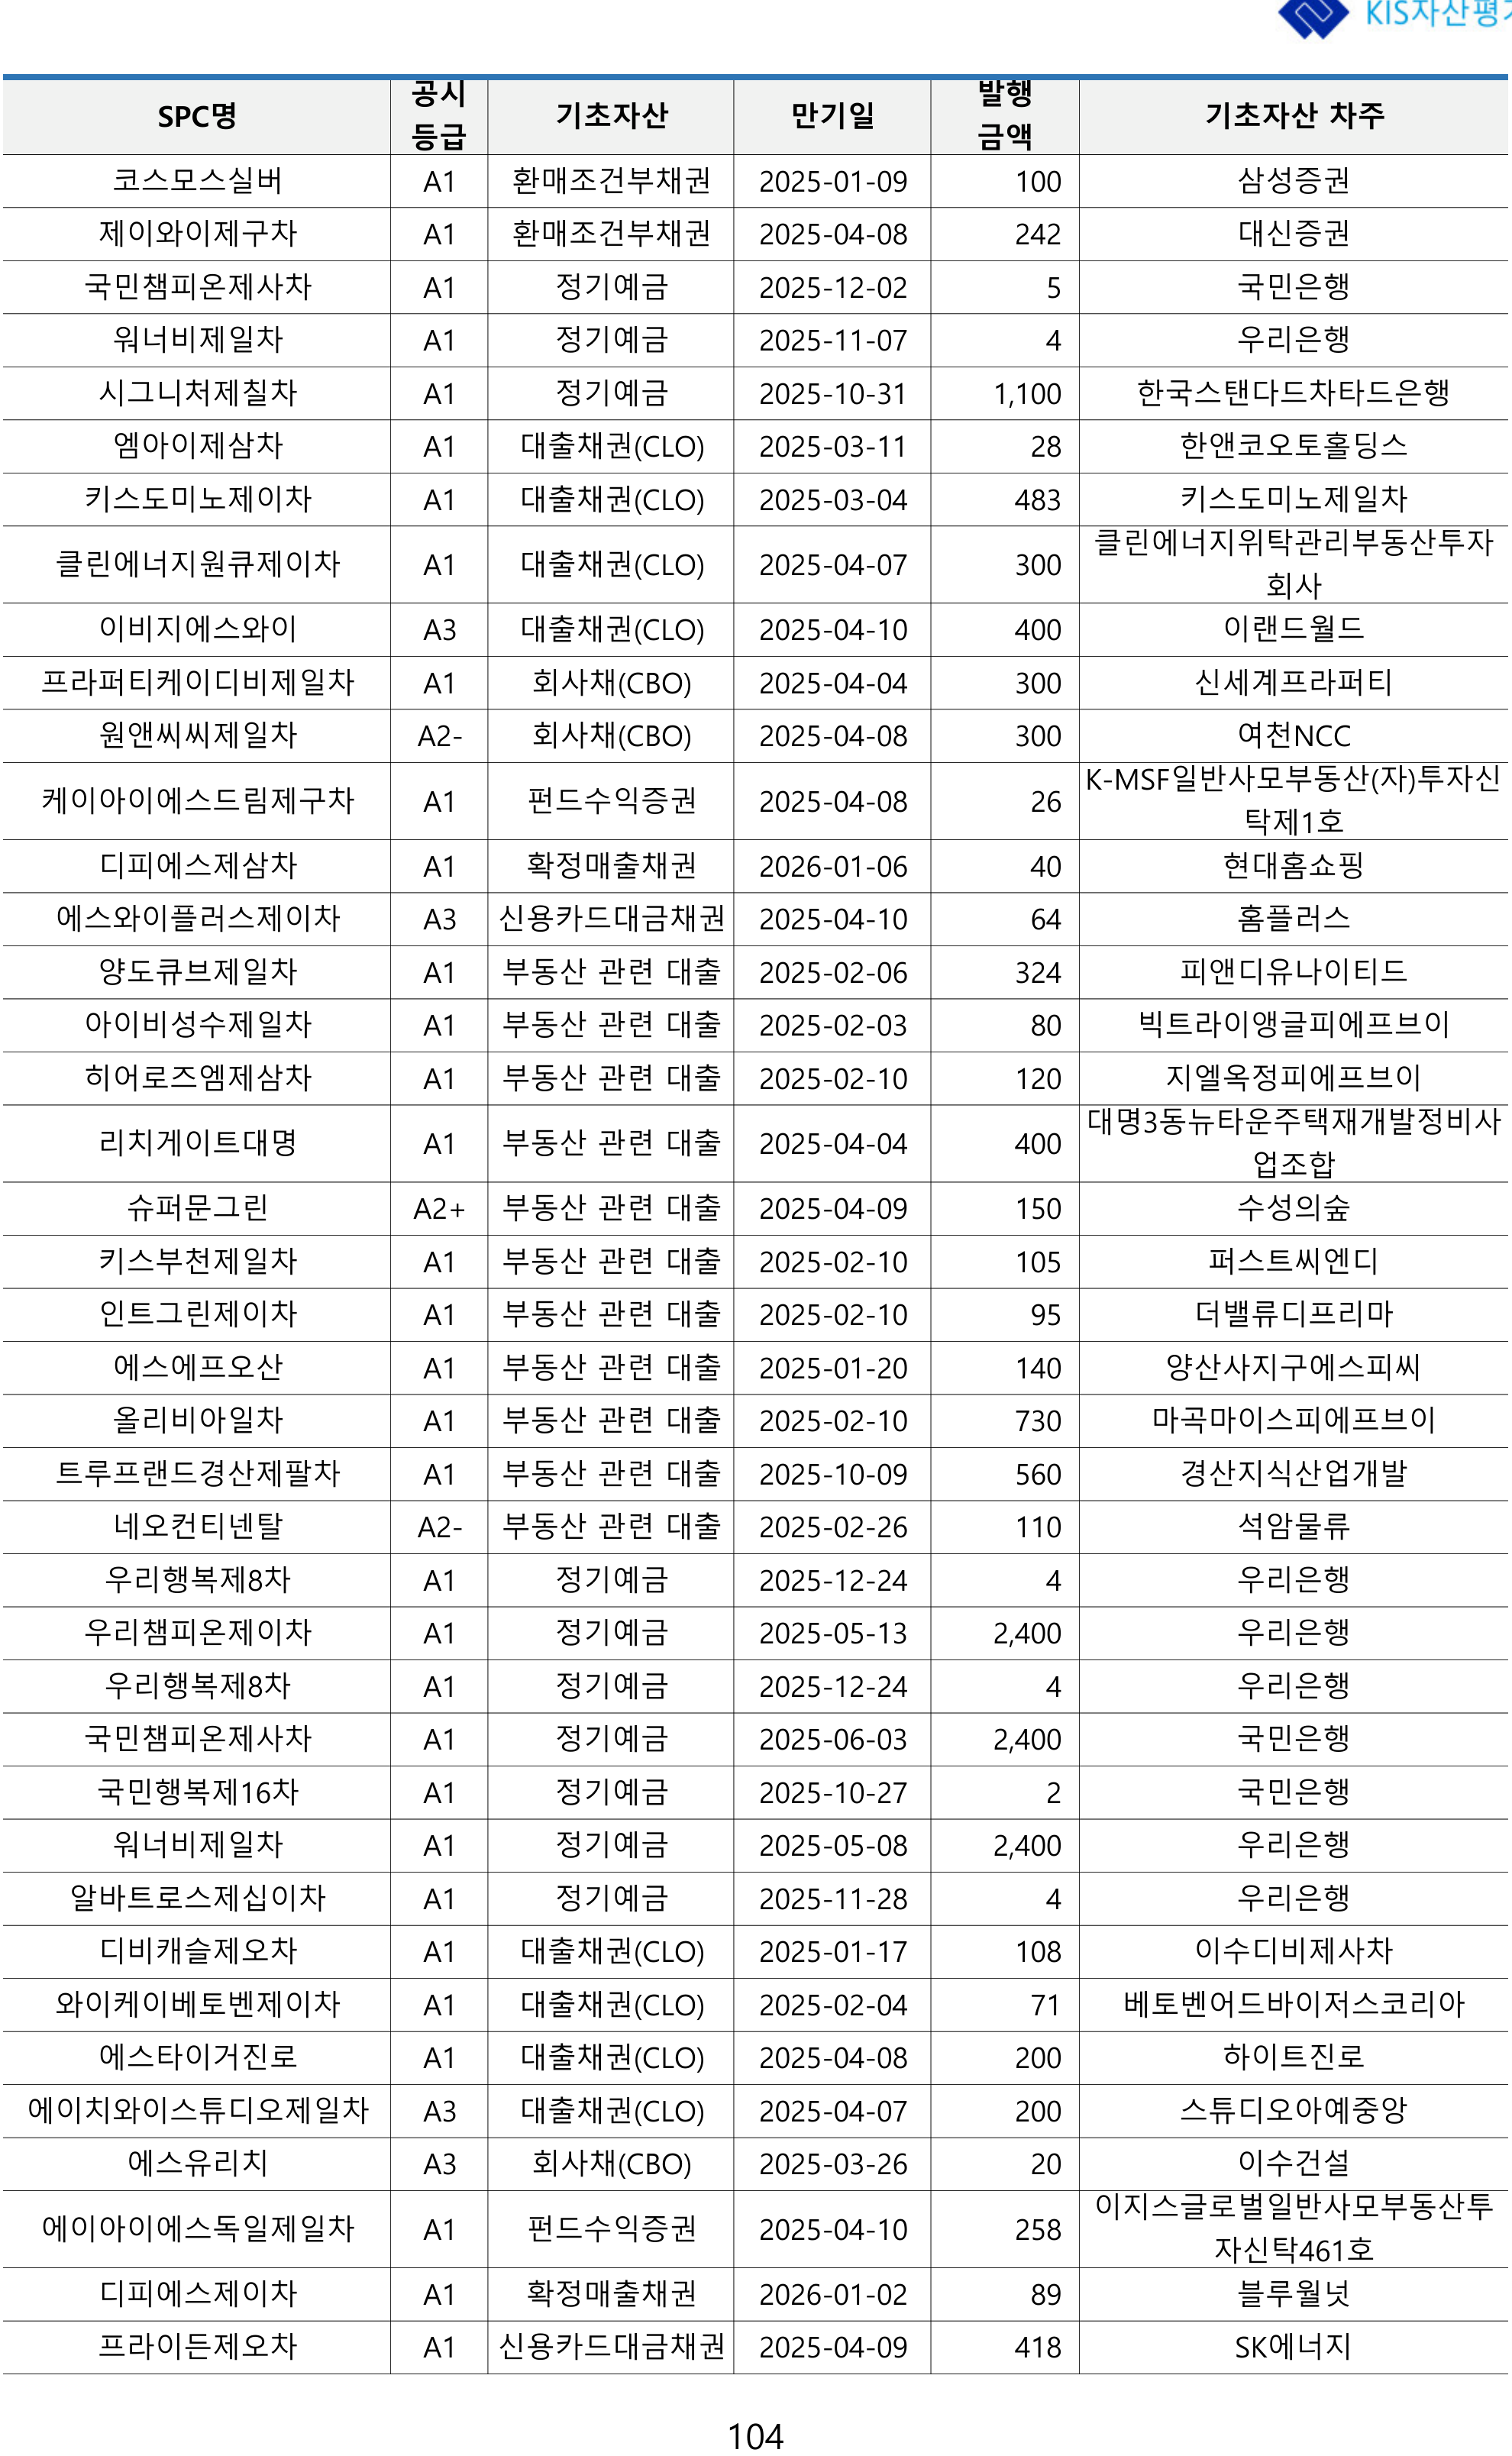 KIS자산평가
SPC명 공시 등급 기초자산 만기일 발행 금액 기초자산 차주
코스모스실버 A1 환매조건부채권 2025-01-09 100 삼성증권
제이와이제구차 A1 환매조건부채권 2025-04-08 242 대신증권
국민챔피온제사차 A1 정기예금 2025-12-02 5 국민은행
워너비제일차 A1 정기예금 2025-11-07 4 우리은행
시그니처제칠차 A1 정기예금 2025-10-31 1,100 한국스탠다드차타드은행
엠아이제삼차 A1 대출채권(CLO) 2025-03-11 28 한앤코오토홀딩스
키스도미노제이차 A1 대출채권(CLO) 2025-03-04 483 키스도미노제일차
클린에너지원큐제이차 A1 대출채권(CLO) 2025-04-07 300 클린에너지위탁관리부동산투자
회사
이비지에스와이 A3 대출채권(CLO) 2025-04-10 400 이랜드월드
프라퍼티케이디비제일차 A1 회사채(CBO) 2025-04-04 300 신세계프라퍼티
원앤씨씨제일차 A2- 회사채(CBO) 2025-04-08 300 여천NCC
케이아이에스드림제구차 A1 펀드수익증권 2025-04-08 26 K-MSF일반사모부동산(자)투자신
탁제1호
디피에스제삼차 A1 확정매출채권 2026-01-06 40 현대홈쇼핑
에스와이플러스제이차 A3 신용카드대금채권 2025-04-10 64 홈플러스
양도큐브제일차 A1 부동산 관련 대출 2025-02-06 324 피앤디유나이티드
아이비성수제일차 A1 부동산 관련 대출 2025-02-03 80 빅트라이앵글피에프브이
히어로즈엠제삼차 A1 부동산 관련 대출 2025-02-10 120 지엘옥정피에프브이
리치게이트대명 A1 부동산 관련 대출 2025-04-04 400 대명3동뉴타운주택재개발정비사
업조합
슈퍼문그린 A2+ 부동산 관련 대출 2025-04-09 150 수성의숲
키스부천제일차 A1 부동산 관련 대출 2025-02-10 105 퍼스트씨엔디
인트그린제이차 A1 부동산 관련 대출 2025-02-10 95 더밸류디프리마
에스에프오산 A1 부동산 관련 대출 2025-01-20 140 양산사지구에스피씨
올리비아일차 A1 부동산 관련 대출 2025-02-10 730 마곡마이스피에프브이
트루프랜드경산제팔차 A1 부동산 관련 대출 2025-10-09 560 경산지식산업개발
네오컨티넨탈 A2- 부동산 관련 대출 2025-02-26 110 석암물류
우리행복제8차 A1 정기예금 2025-12-24 4 우리은행
우리챔피온제이차 A1 정기예금 2025-05-13 2,400 우리은행
우리행복제8차 A1 정기예금 2025-12-24 4 우리은행
국민챔피온제사차 A1 정기예금 2025-06-03 2,400 국민은행
국민행복제16차 A1 정기예금 2025-10-27 2 국민은행
워너비제일차 A1 정기예금 2025-05-08 2,400 우리은행
알바트로스제십이차 A1 정기예금 2025-11-28 4 우리은행
디비캐슬제오차 A1 대출채권(CLO) 2025-01-17 108 이수디비제사차
와이케이베토벤제이차 A1 대출채권(CLO) 2025-02-04 71 베토벤어드바이저스코리아
에스타이거진로 A1 대출채권(CLO) 2025-04-08 200 하이트진로
에이치와이스튜디오제일차 A3 대출채권(CLO) 2025-04-07 200 스튜디오아예중앙
에스유리치 A3 회사채(CBO) 2025-03-26 20 이수건설
에이아이에스독일제일차 A1 펀드수익증권 2025-04-10 258 이지스글로벌일반사모부동산투
자신탁461호
디피에스제이차 A1 확정매출채권 2026-01-02 89 블루월넛
프라이든제오차 A1 신용카드대금채권 2025-04-09 418 SK에너지
104